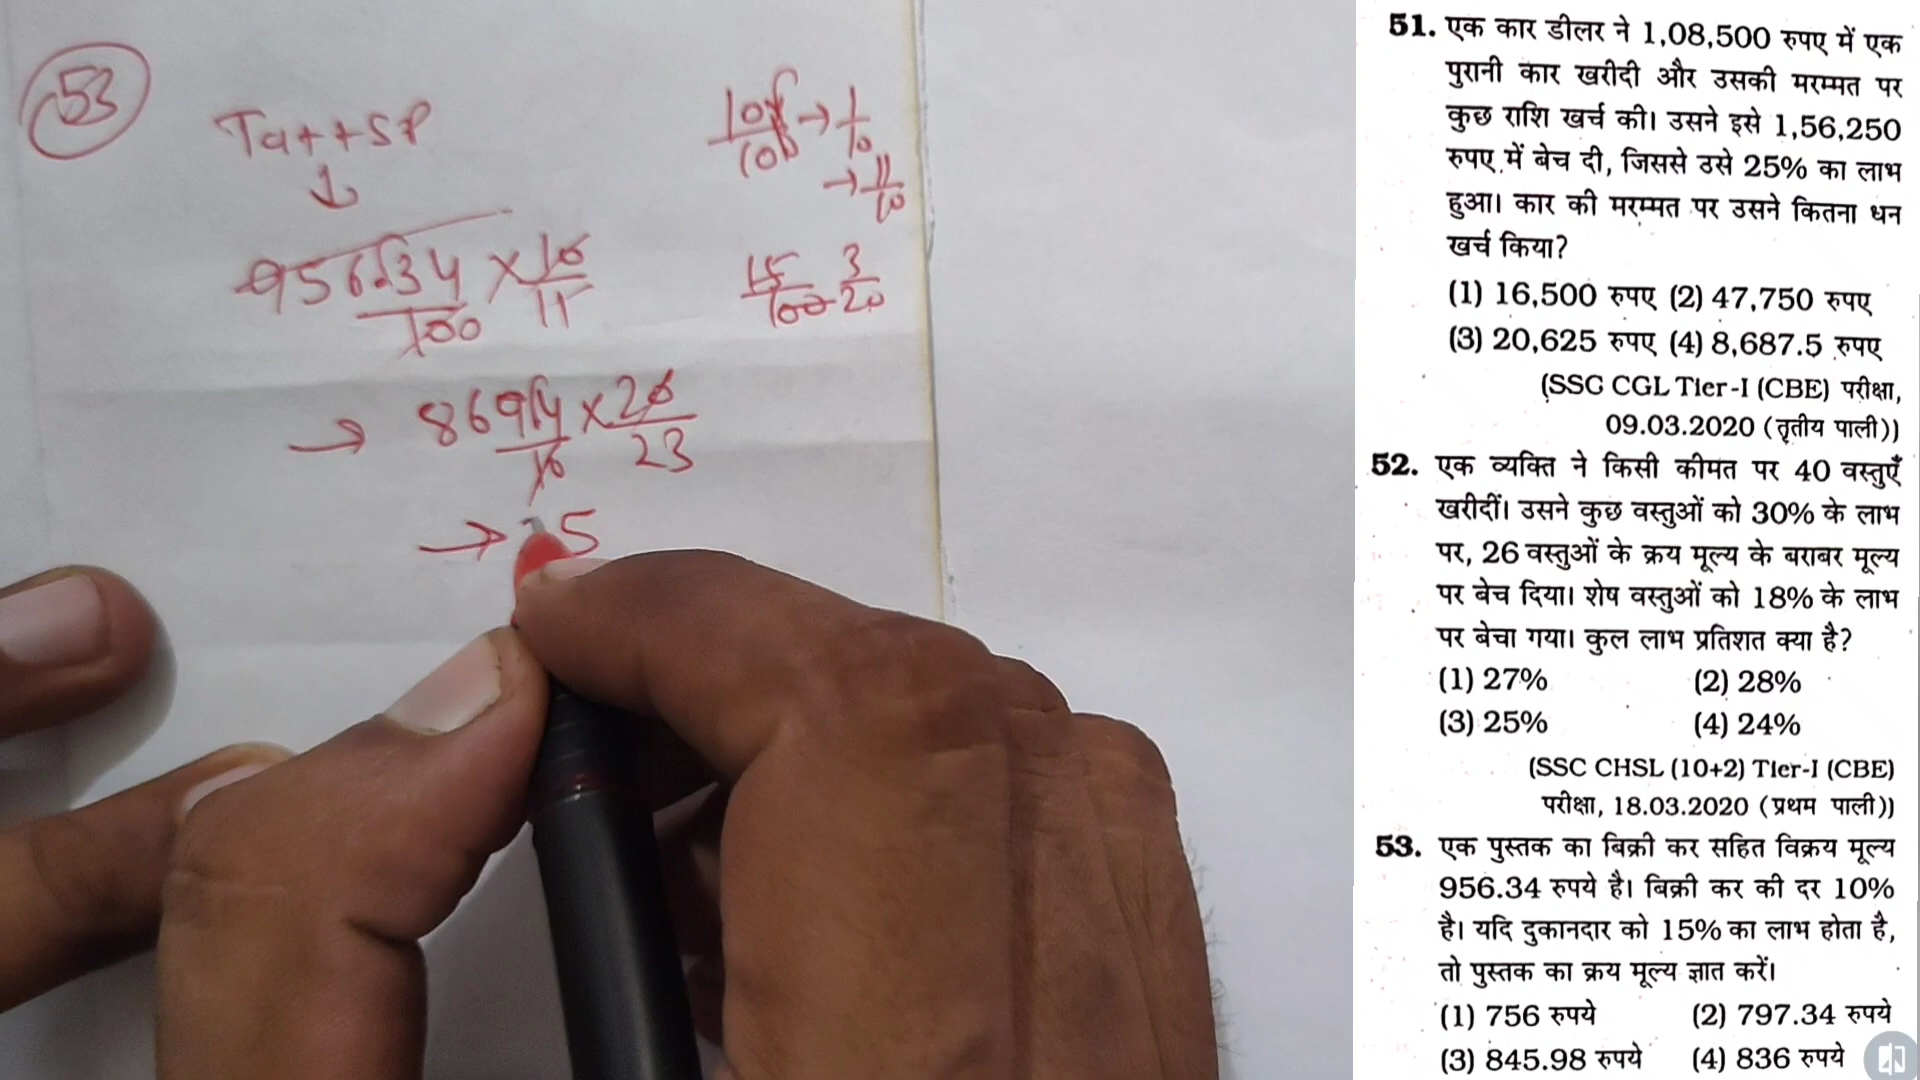 53
Tax + SP
956.34/100 × 10/11
→ 869.4/10 × 20/23
→ 5
10%/100 → 1/10
→ 11/10
15/100 3/20
51. एक कार डीलर ने 1,08,500 रुपए में एक
पुरानी कार खरीदी और उसकी मरम्मत पर
कुछ राशि खर्च की। उसने इसे 1,56,250
रुपए में बेच दी, जिससे उसे 25% का लाभ
हुआ। कार की मरम्मत पर उसने कितना धन
खर्च किया?
(1) 16,500 रुपए (2) 47,750 रुपए
(3) 20,625 रुपए (4) 8,687.5 रुपए
(SSC CGL Tier-I (CBE) परीक्षा,
09.03.2020 (तृतीय पाली))
52. एक व्यक्ति ने किसी कीमत पर 40 वस्तुएँ
खरीदीं। उसने कुछ वस्तुओं को 30% के लाभ
पर, 26 वस्तुओं के क्रय मूल्य के बराबर मूल्य
पर बेच दिया। शेष वस्तुओं को 18% के लाभ
पर बेचा गया। कुल लाभ प्रतिशत क्या है?
(1) 27% (2) 28%
(3) 25% (4) 24%
(SSC CHSL (10+2) Tier-I (CBE)
परीक्षा, 18.03.2020 (प्रथम पाली))
53. एक पुस्तक का बिक्री कर सहित विक्रय मूल्य
956.34 रुपये है। बिक्री कर की दर 10%
है। यदि दुकानदार को 15% का लाभ होता है,
तो पुस्तक का क्रय मूल्य ज्ञात करें।
(1) 756 रुपये (2) 797.34 रुपये
(3) 845.98 रुपये (4) 836 रुपये